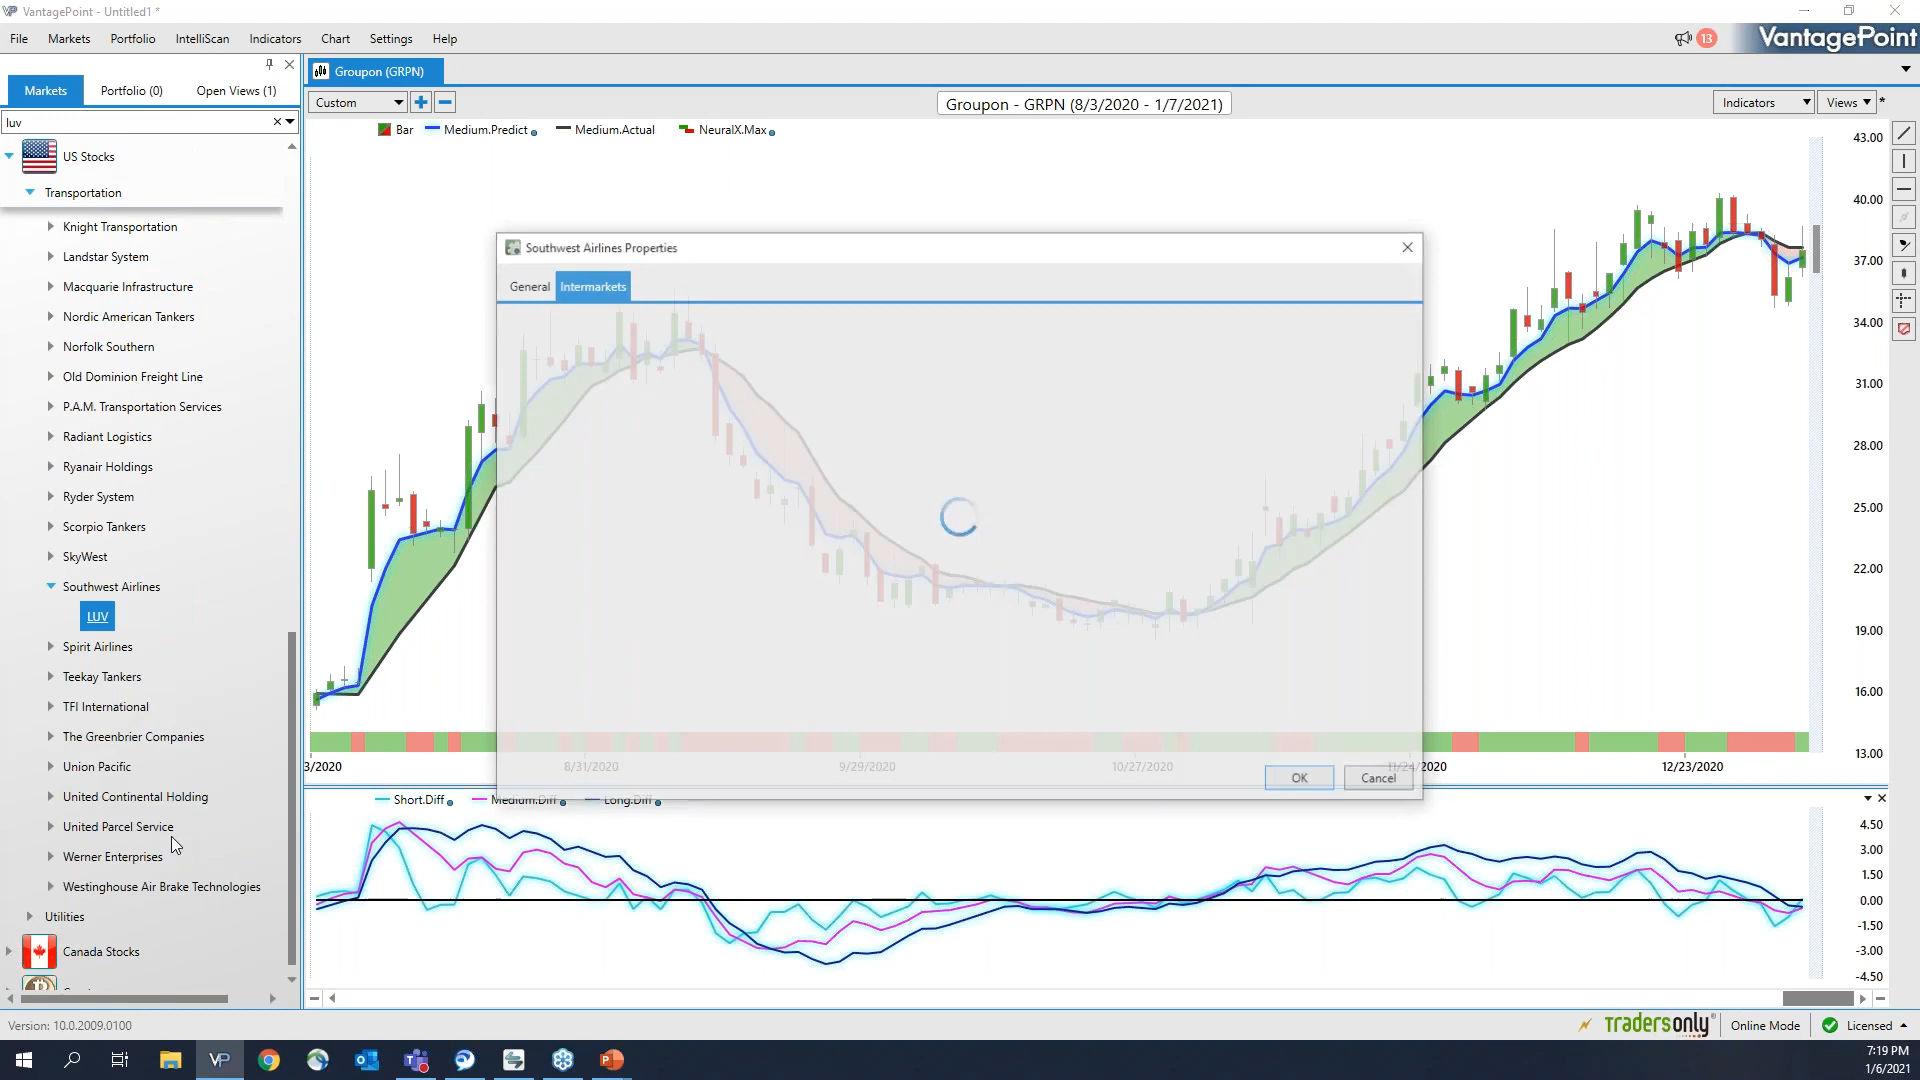 VantagePoint - Untitled1 *
File Markets Portfolio IntelliScan Indicators Chart Settings Help
13
VantagePoint
Markets Portfolio (0) Open Views (1)
luv
US Stocks
Transportation
Knight Transportation
Landstar System
Macquarie Infrastructure
Nordic American Tankers
Norfolk Southern
Old Dominion Freight Line
P.A.M. Transportation Services
Radiant Logistics
Ryanair Holdings
Ryder System
Scorpio Tankers
SkyWest
Southwest Airlines
LUV
Spirit Airlines
Teekay Tankers
TFI International
The Greenbrier Companies
Union Pacific
United Continental Holding
United Parcel Service
Werner Enterprises
Westinghouse Air Brake Technologies
Utilities
Canada Stocks
Groupon (GRPN)
Custom
Groupon - GRPN (8/3/2020 - 1/7/2021)
Indicators
Views
*
Bar Medium.Predict Medium.Actual NeuralX.Max
43.00
40.00
37.00
34.00
31.00
28.00
25.00
22.00
19.00
16.00
13.00
Southwest Airlines Properties
General Intermarkets
OK Cancel
3/2020 8/31/2020 9/29/2020 10/27/2020 11/24/2020 12/23/2020
Short.Diff Medium.Diff Long.Diff
4.50
3.00
1.50
0.00
-1.50
-3.00
-4.50
Version: 10.0.2009.0100
tradersonly®
Online Mode
Licensed
7:19 PM
1/6/2021